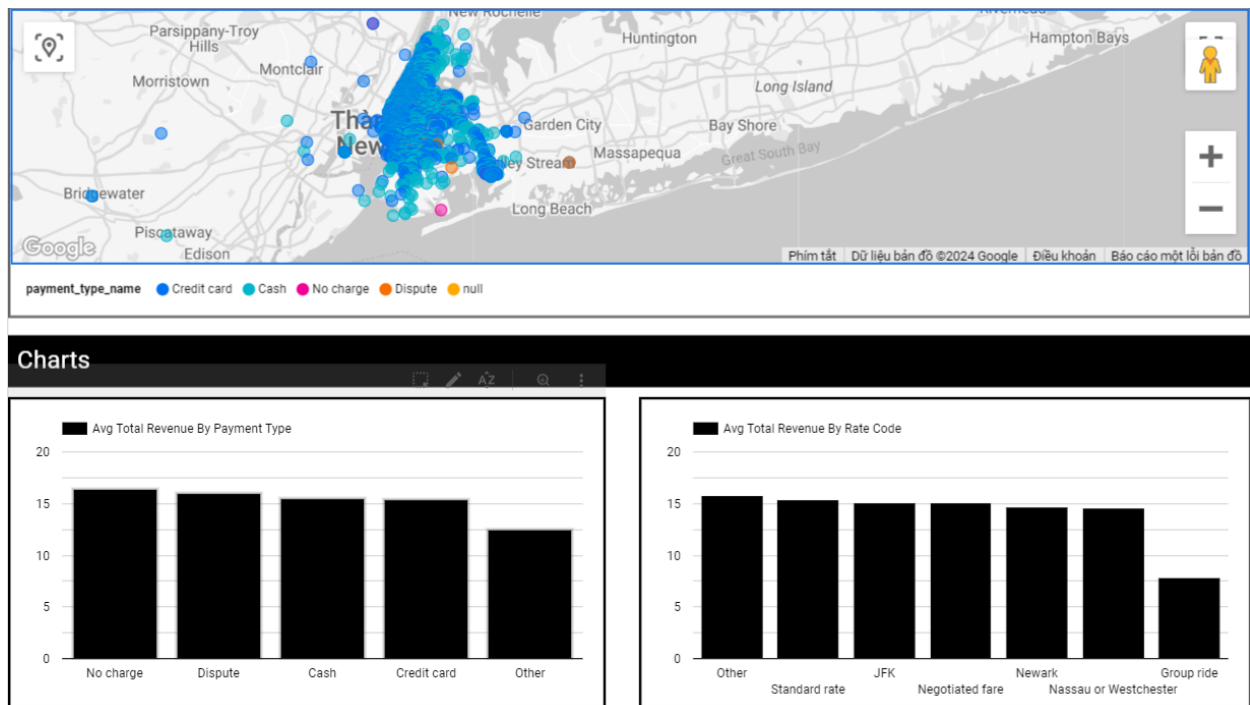 New Rochelle
Riverhead
Parsippany-Troy
Hills
Huntington
Hampton Bays
Montclair
Morristown
Long Island
Garden City
Bay Shore
Massapequa
Great South Bay
Stream
Bridgewater
Long Beach
Piscataway
Google
Edison
Phím tắt
Dữ liệu bản đồ ©2024 Google
Điều khoản
Báo cáo một lỗi bản đồ
payment_type_name Credit card Cash No charge Dispute null
Charts
AZ
Avg Total Revenue By Payment Type
20
15
10
5
0
No charge Dispute Cash Credit card Other
Avg Total Revenue By Rate Code
20
15
10
5
0
Other JFK Newark Group ride
Standard rate Negotiated fare Nassau or Westchester